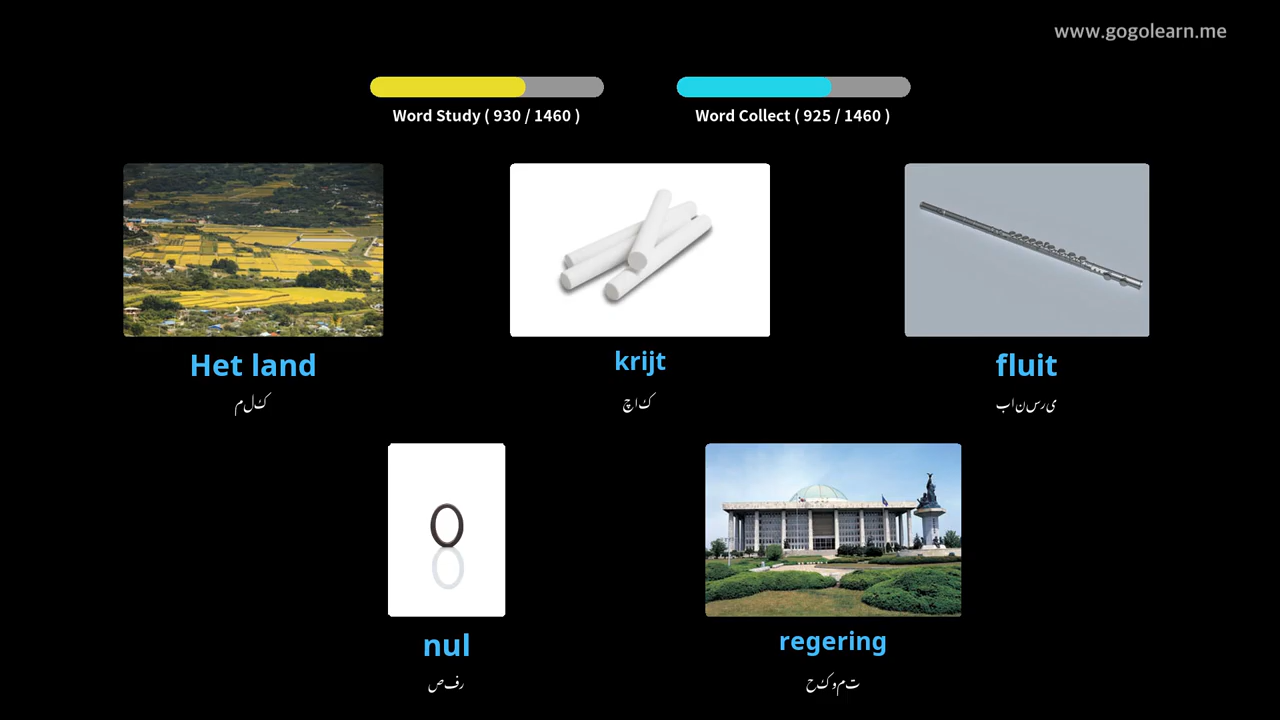 www.gogolearn.me
Word Study ( 930 / 1460 )
Word Collect ( 925 / 1460 )
Het land
ملک
krijt
چاک
fluit
بانسری
nul
صفر
regering
حکومت